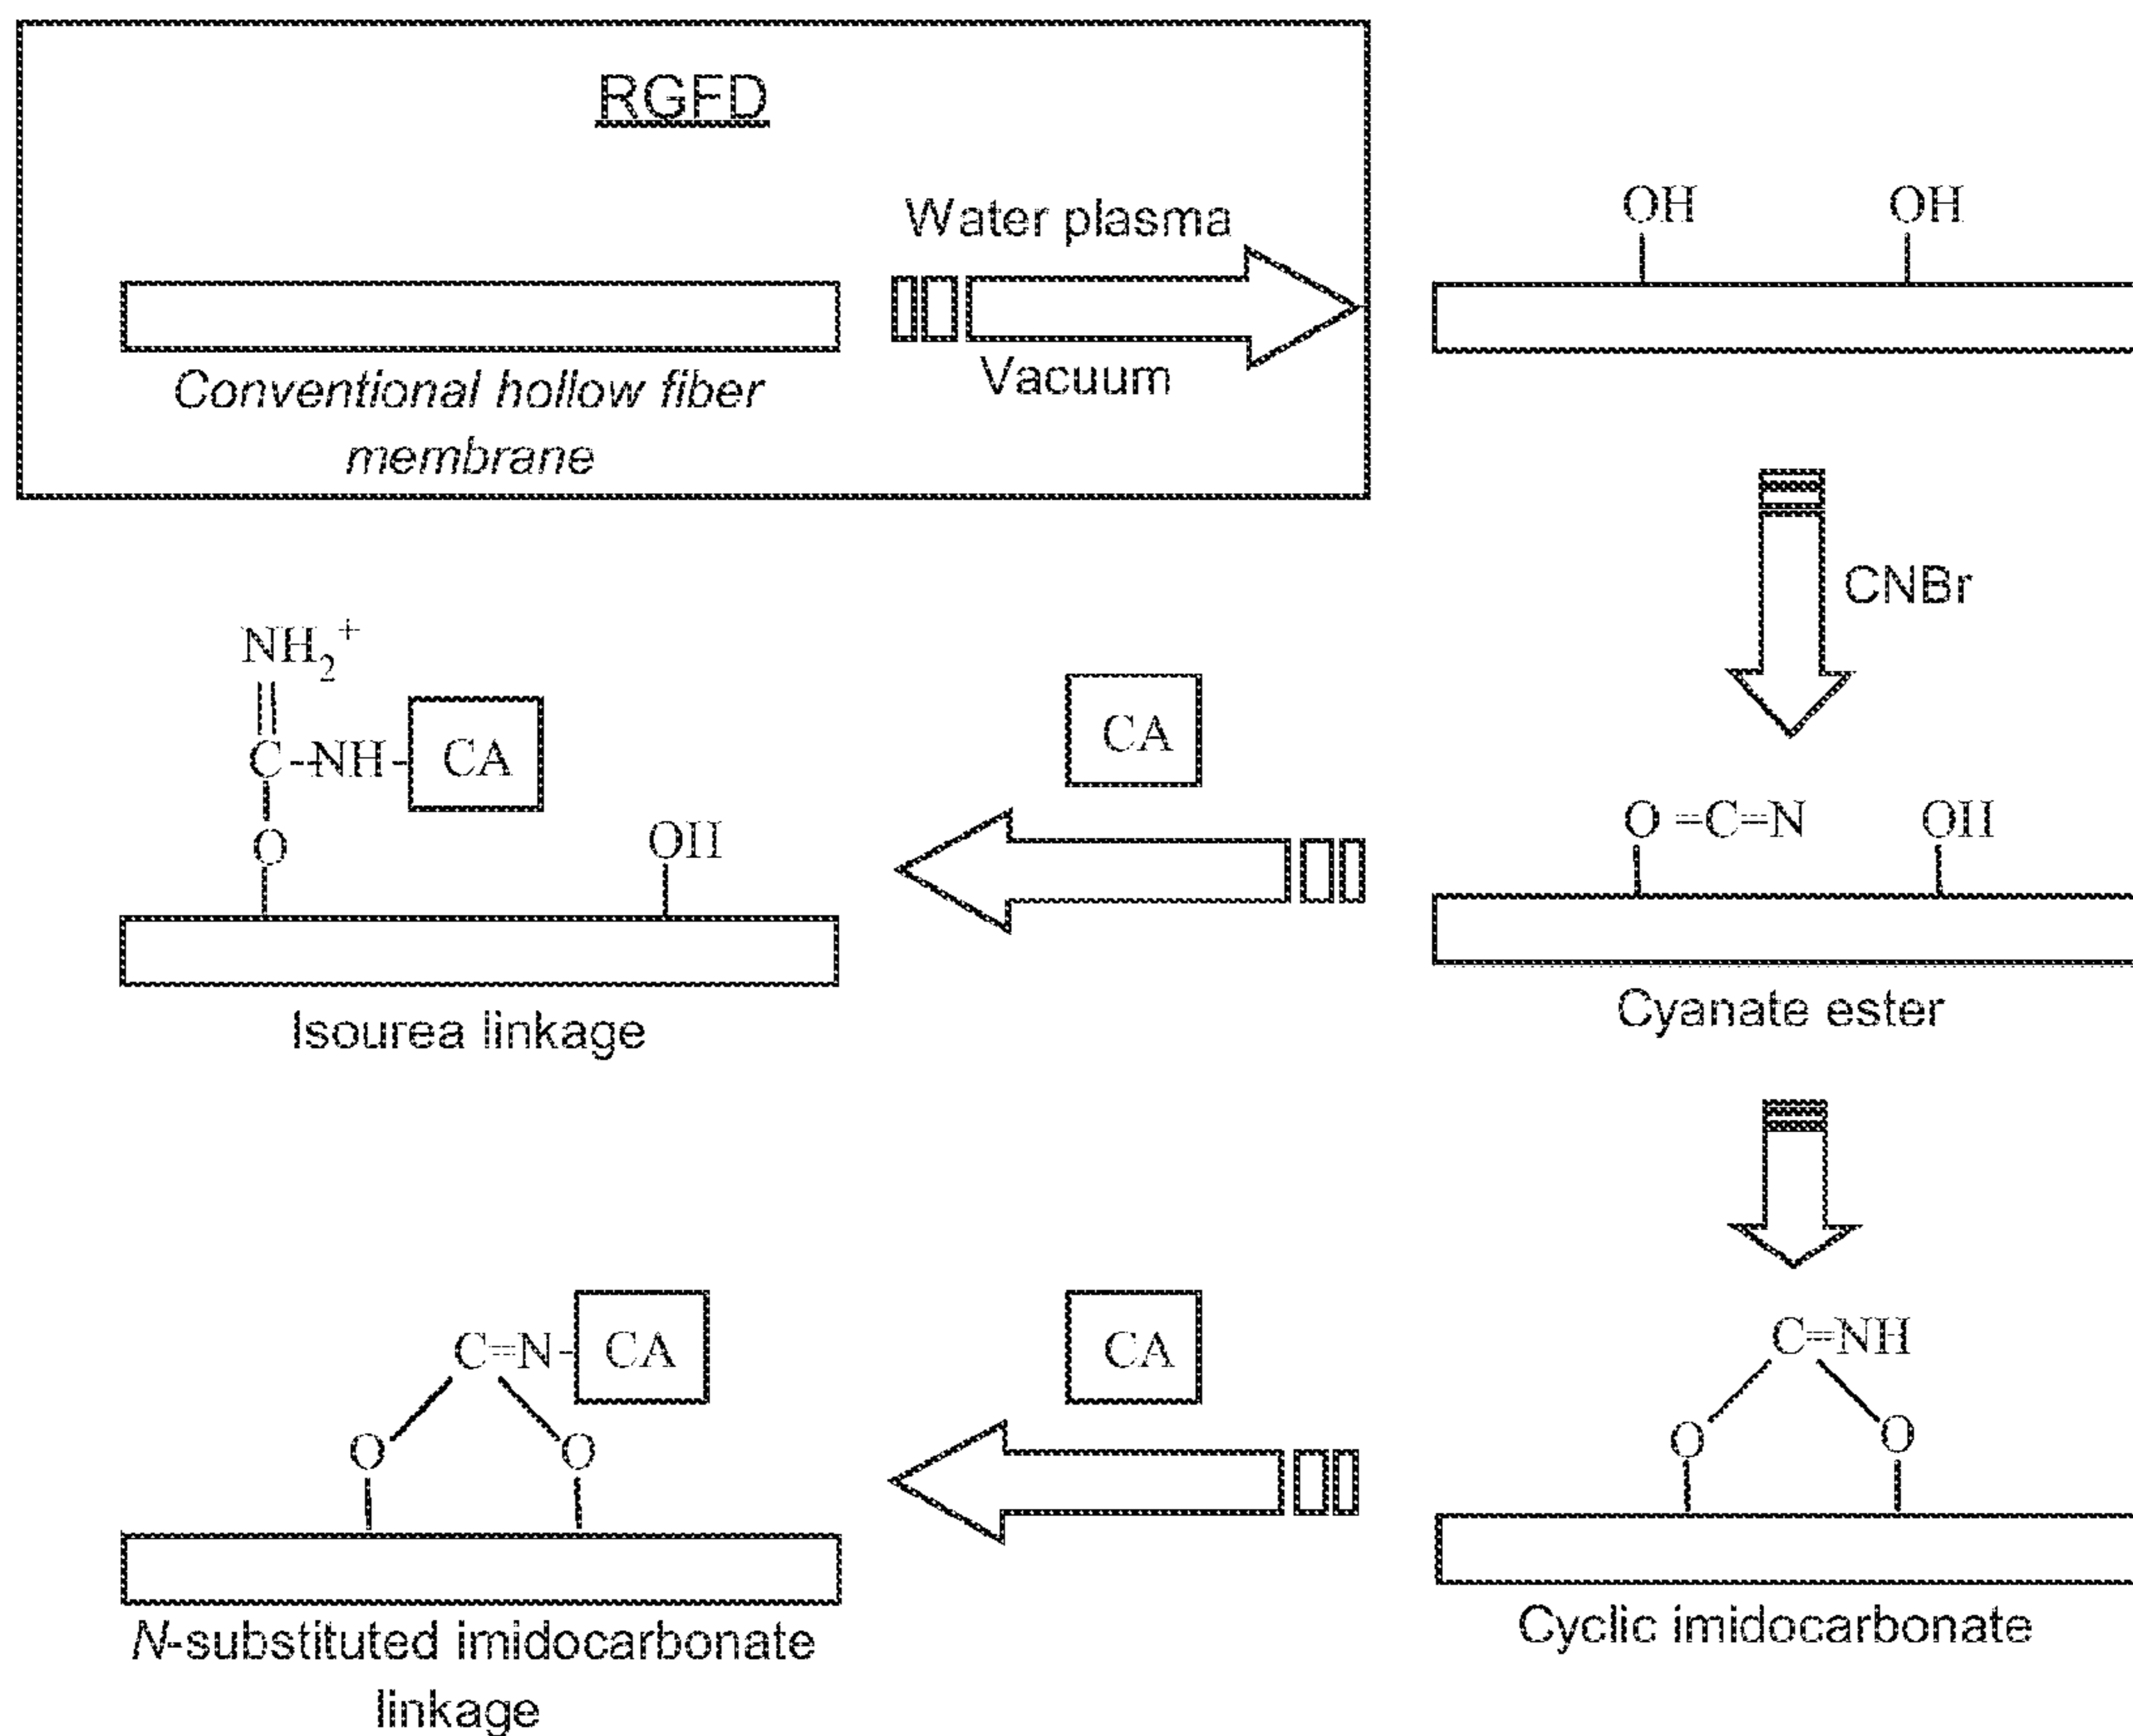 RGFD
Water plasma
Vacuum
Conventional hollow fiber
membrane
OH OH
CNBr
NH₂⁺
C-NH-CA
O
OH
Isourea linkage
CA
O=C=N OH
Cyanate ester
C=N-CA
O O
N-substituted imidocarbonate
linkage
CA
C=NH
O O
Cyclic imidocarbonate